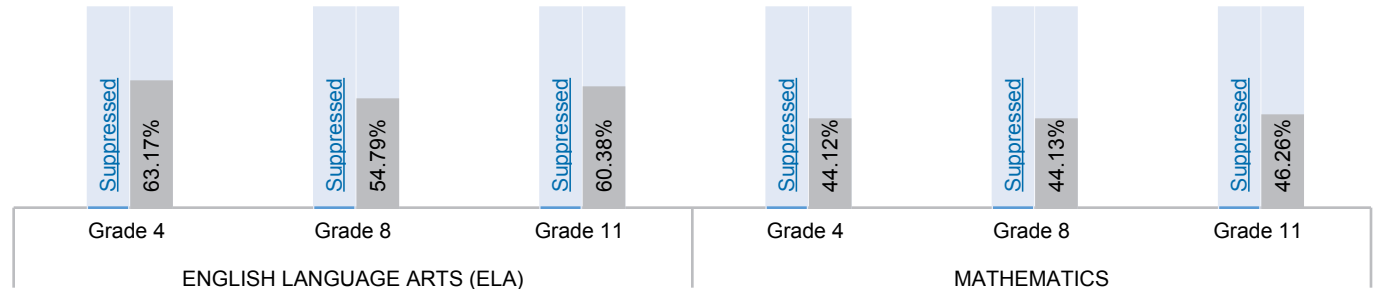 Suppressed
63.17%
Suppressed
54.79%
Suppressed
60.38%
Suppressed
44.12%
Suppressed
44.13%
Suppressed
46.26%
Grade 4
Grade 8
Grade 11
Grade 4
Grade 8
Grade 11
ENGLISH LANGUAGE ARTS (ELA)
MATHEMATICS